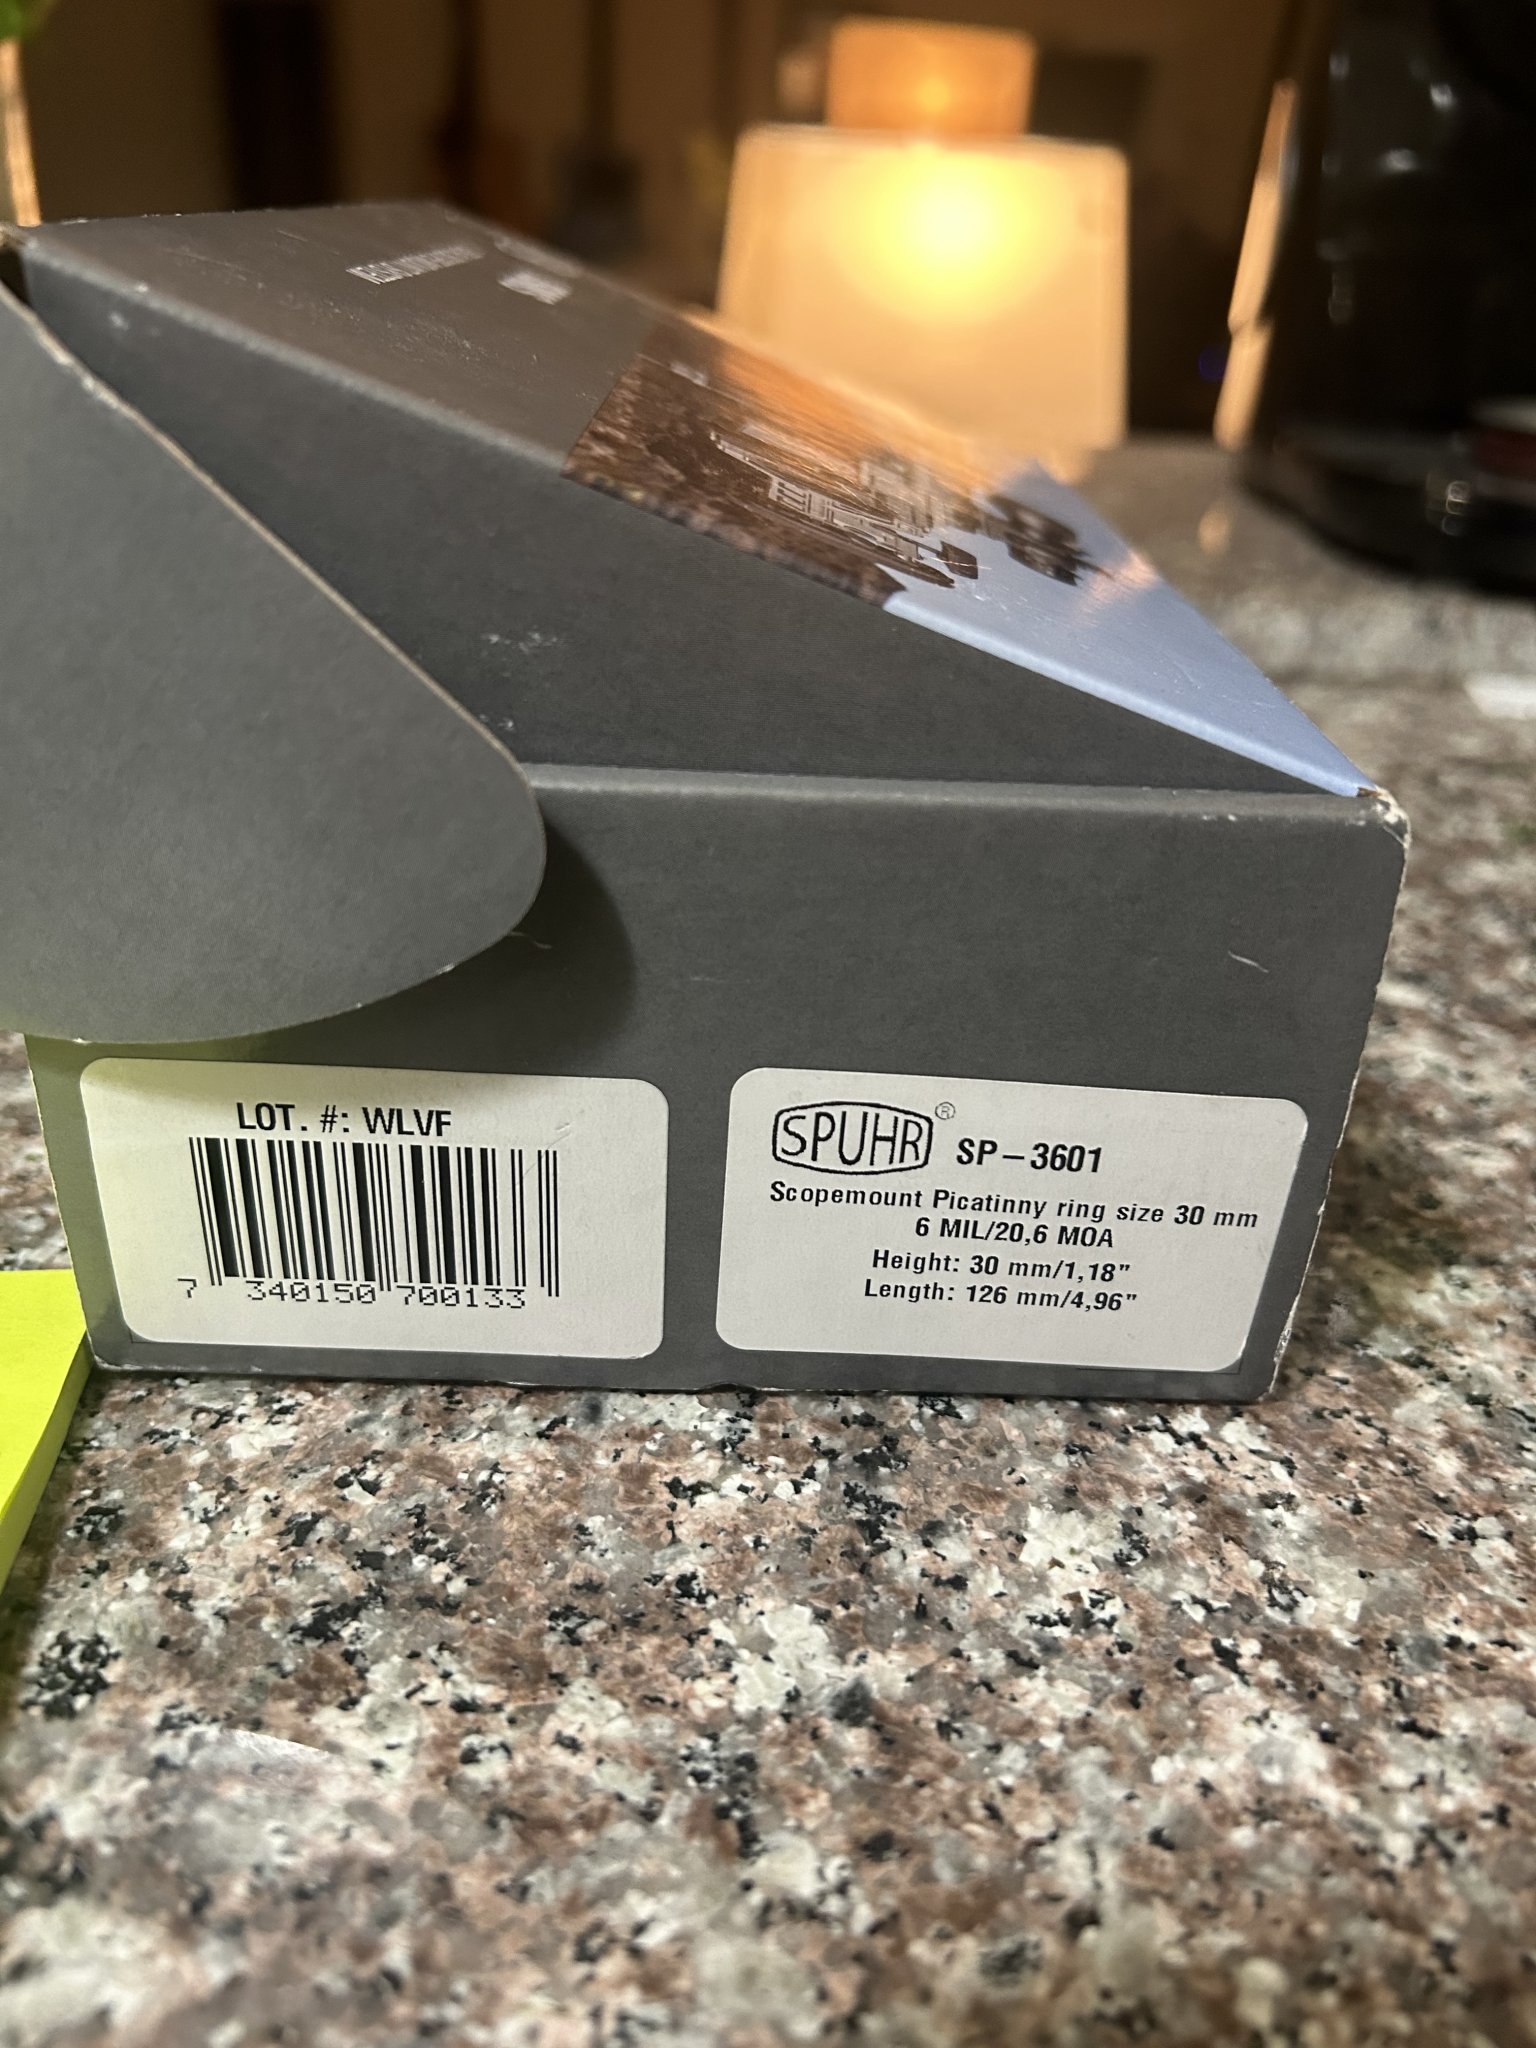 LOT. #: WLVF
7 340150 700133
SPUHR® SP-3601
Scopemount Picatinny ring size 30 mm
6 MIL/20,6 MOA
Height: 30 mm/1,18"
Length: 126 mm/4,96"